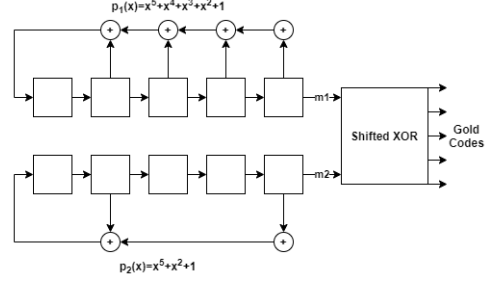 p₁(x)=x⁵+x⁴+x³+x²+1
+ + + +
m1
Shifted XOR
Gold
Codes
m2
+ +
p₂(x)=x⁵+x²+1